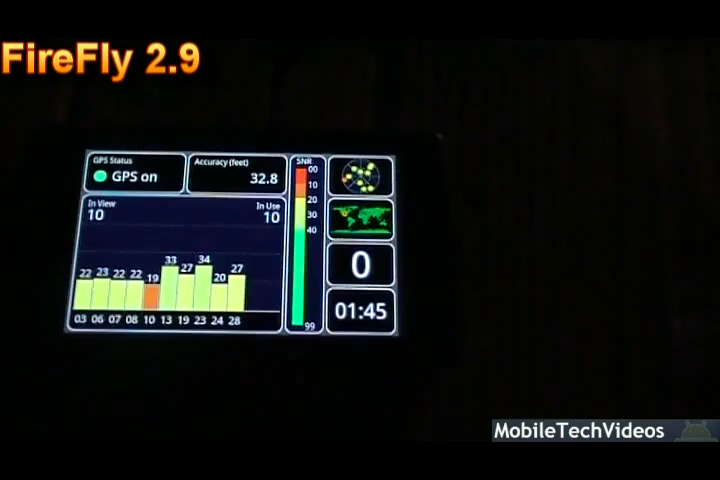 FireFly 2.9
GPS Status
GPS on
Accuracy (feet)
32.8
SNR
00
10
20
30
40
99
In View
10
In Use
10
22 23 22 22 19 33 27 34 20 27
03 06 07 08 10 13 19 23 24 28
0
01:45
MobileTechVideos